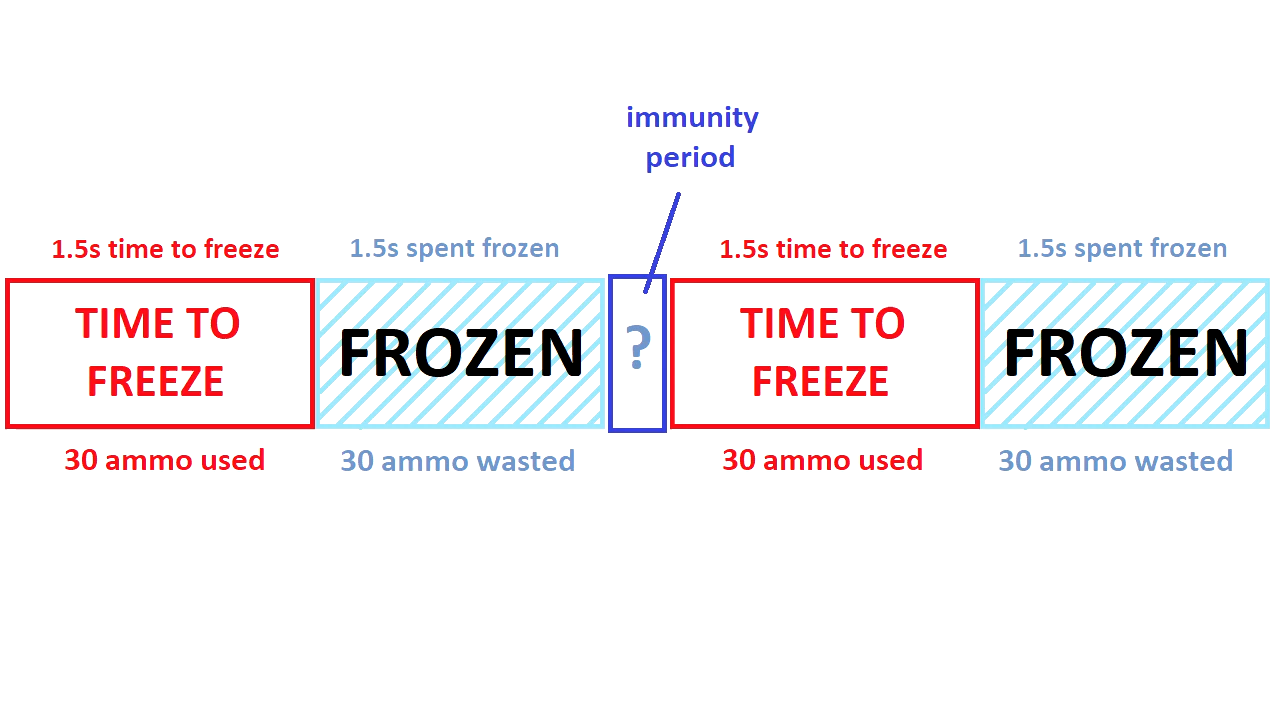 immunity
period
1.5s time to freeze
1.5s spent frozen
1.5s time to freeze
1.5s spent frozen
TIME TO
FREEZE
FROZEN
?
TIME TO
FREEZE
FROZEN
30 ammo used
30 ammo wasted
30 ammo used
30 ammo wasted